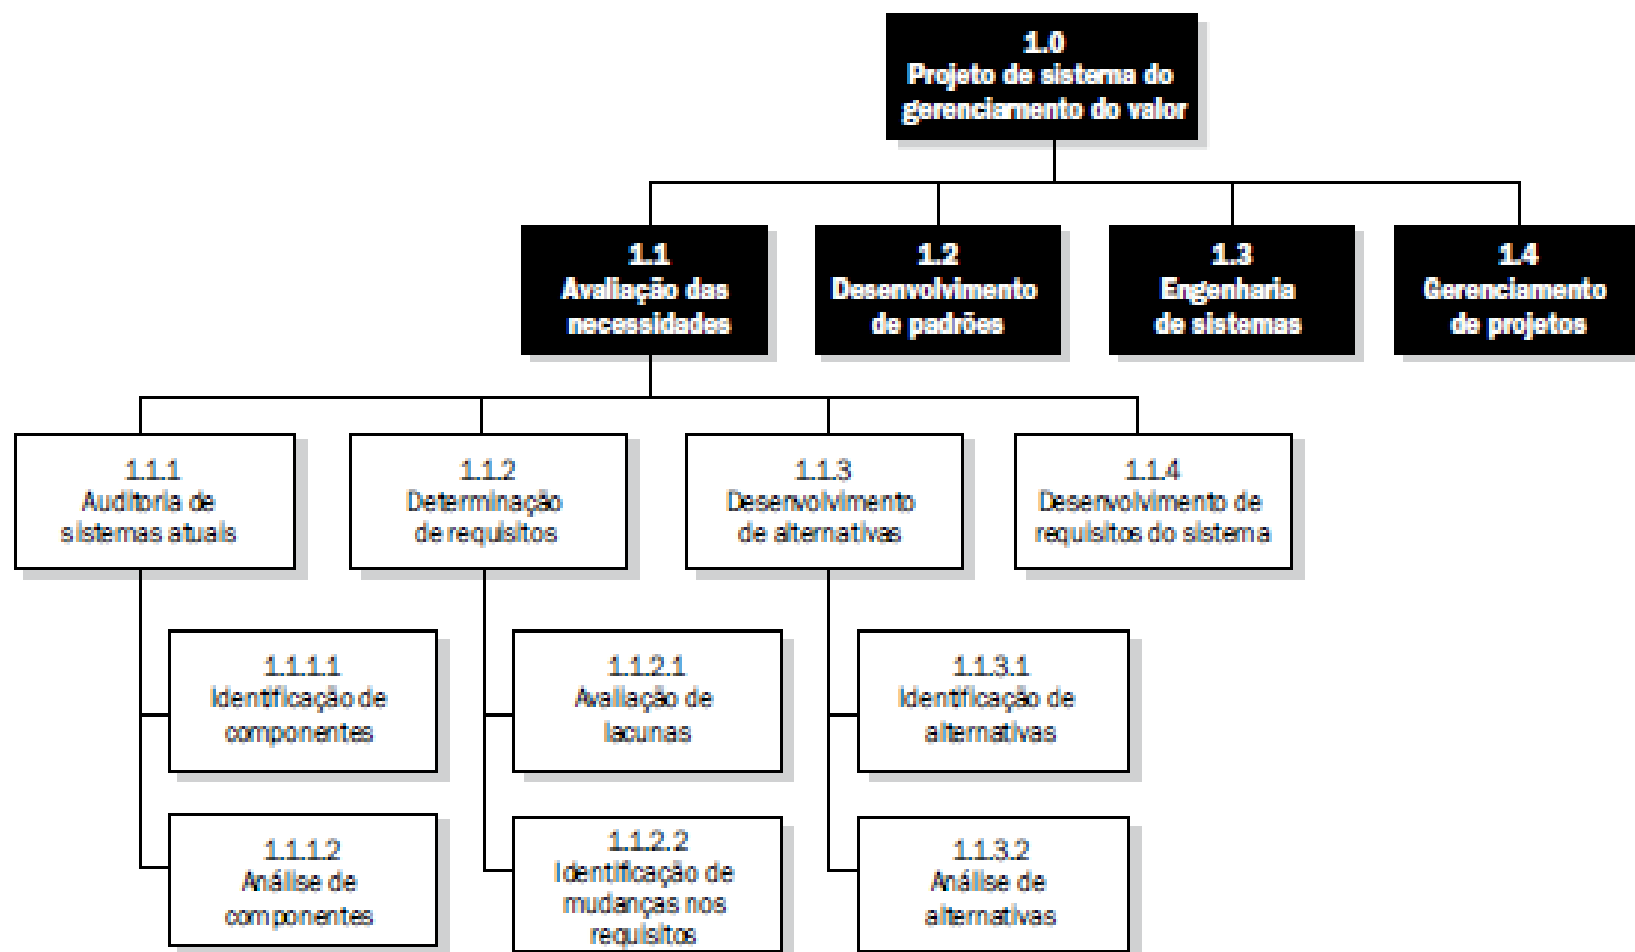 1.0
Projeto de sistema do
gerenciamento do valor
1.1
Avaliação das
necessidades
1.2
Desenvolvimento
de padrões
1.3
Engenharia
de sistemas
1.4
Gerenciamento
de projetos
1.1.1
Auditoria de
sistemas atuais
1.1.2
Determinação
de requisitos
1.1.3
Desenvolvimento
de alternativas
1.1.4
Desenvolvimento de
requisitos do sistema
1.1.1.1
Identificação de
componentes
1.1.2.1
Avaliação de
lacunas
1.1.3.1
Identificação de
alternativas
1.1.1.2
Análise de
componentes
1.1.2.2
Identificação de
mudanças nos
requisitos
1.1.3.2
Análise de
alternativas